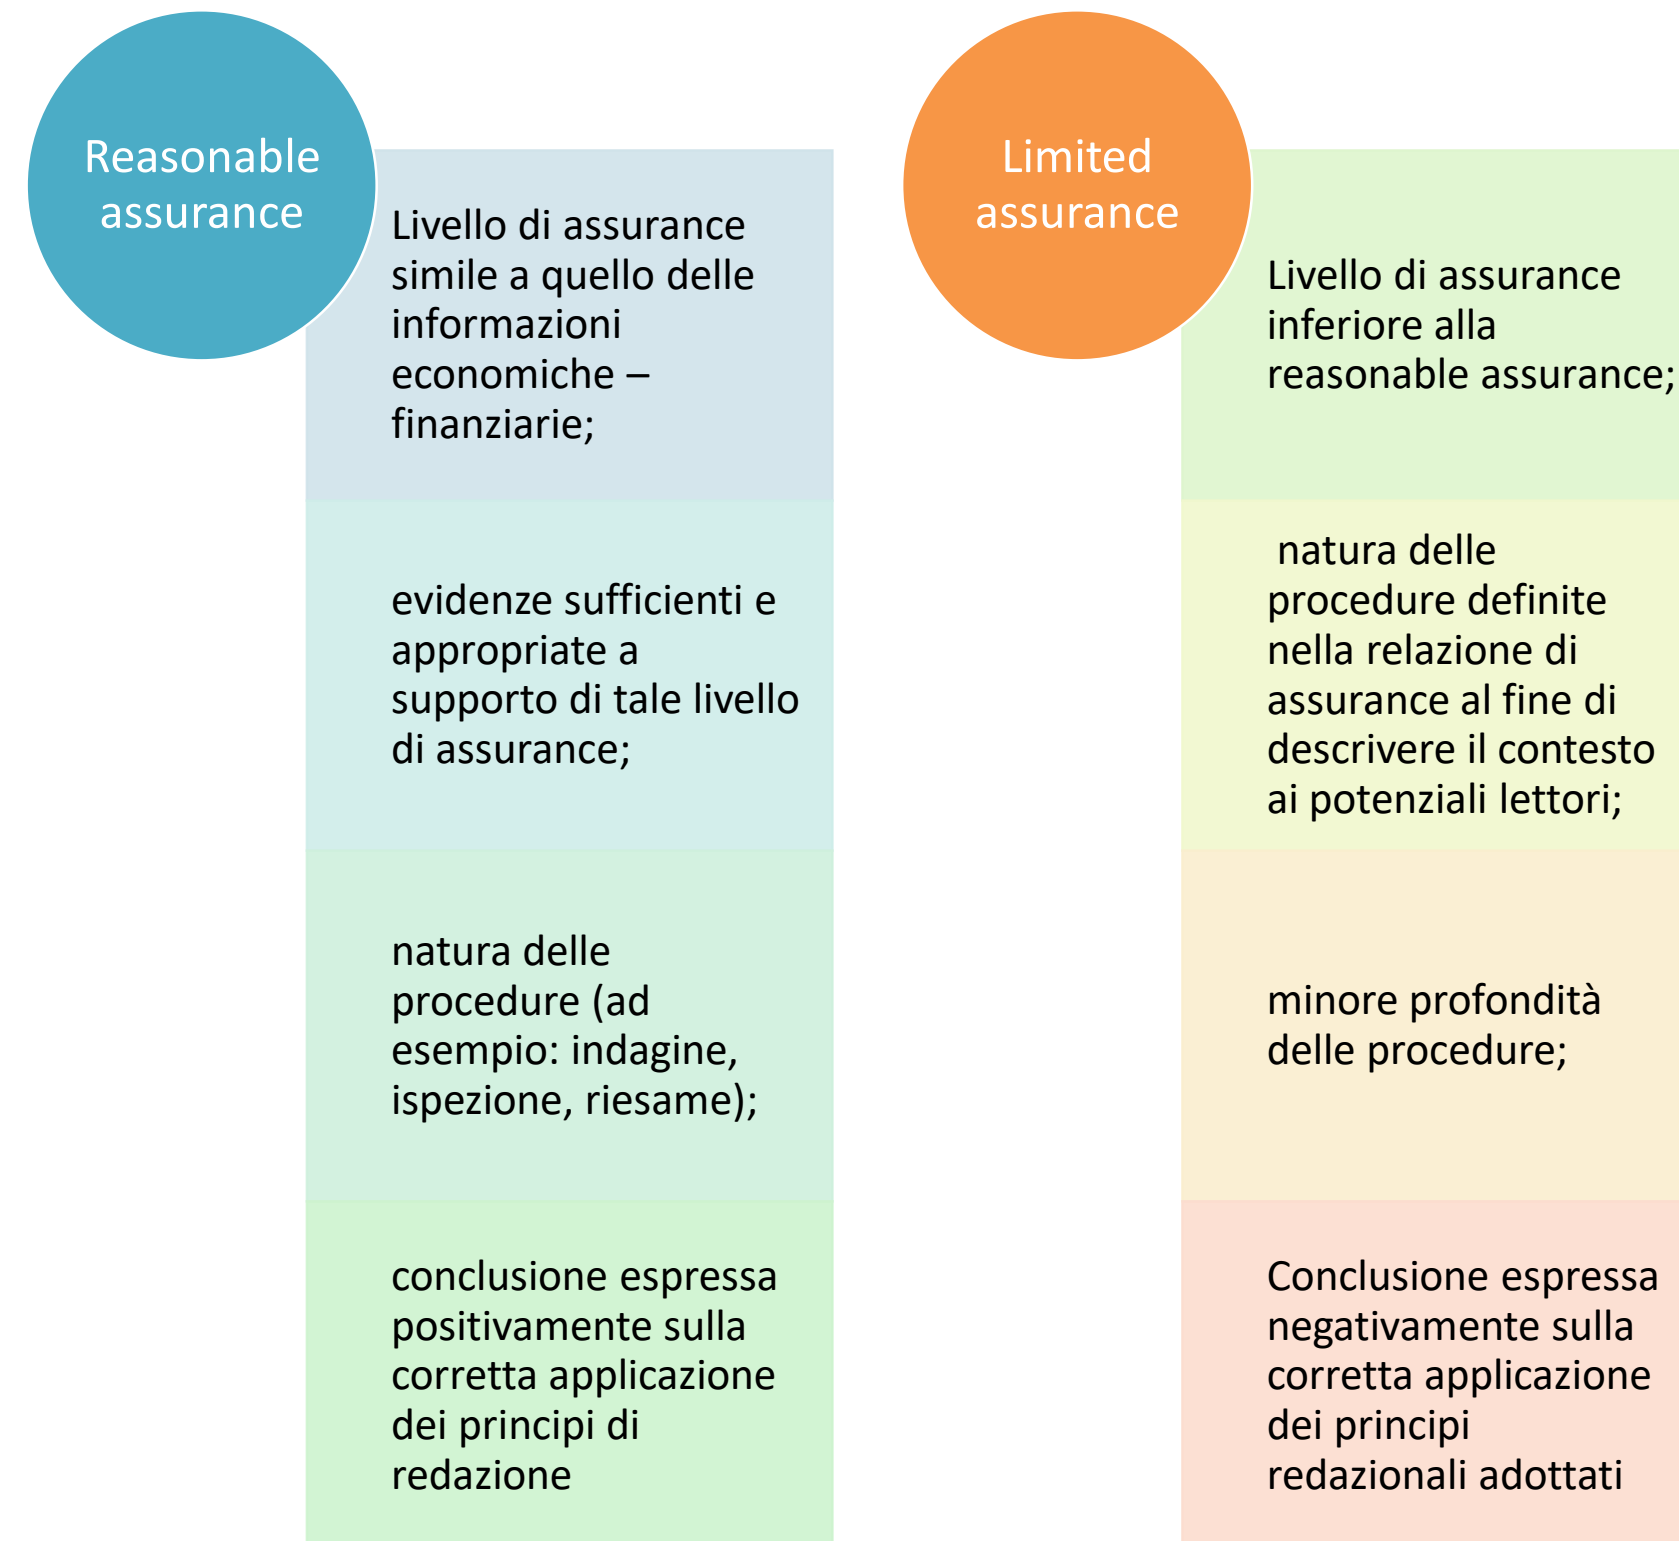 Reasonable
assurance
Livello di assurance
simile a quello delle
informazioni
economiche –
finanziarie;
evidenze sufficienti e
appropriate a
supporto di tale livello
di assurance;
natura delle
procedure (ad
esempio: indagine,
ispezione, riesame);
conclusione espressa
positivamente sulla
corretta applicazione
dei principi di
redazione
Limited
assurance
Livello di assurance
inferiore alla
reasonable assurance;
natura delle
procedure definite
nella relazione di
assurance al fine di
descrivere il contesto
ai potenziali lettori;
minore profondità
delle procedure;
Conclusione espressa
negativamente sulla
corretta applicazione
dei principi
redazionali adottati